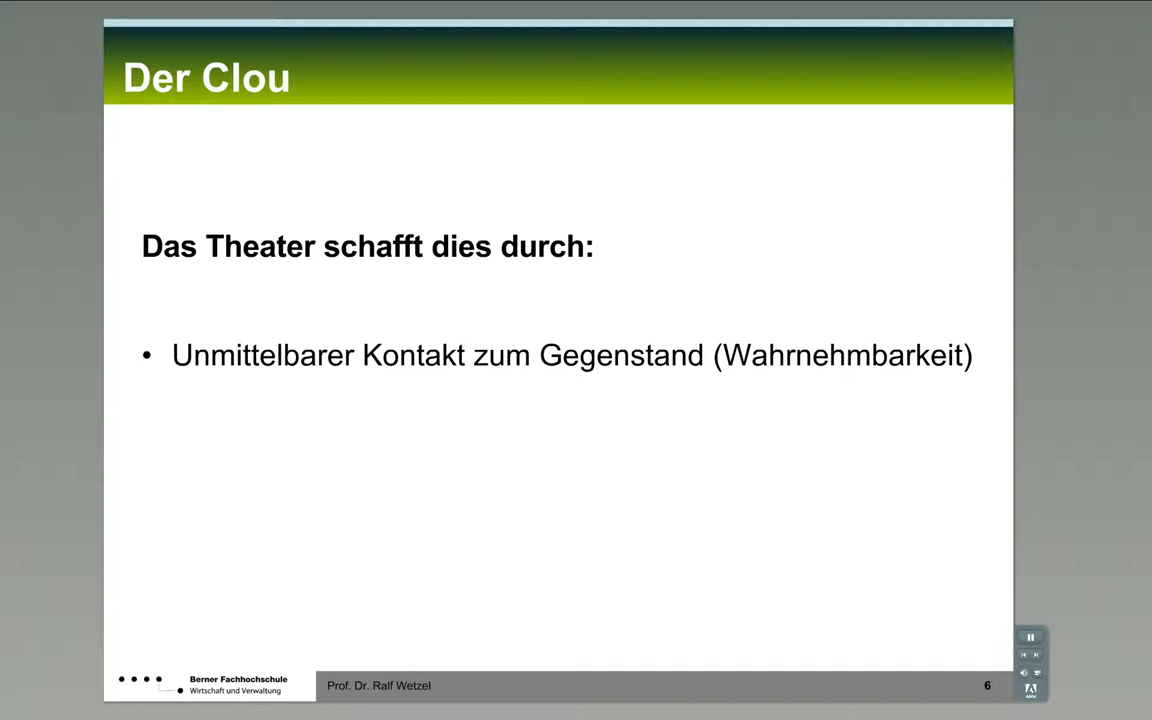 Der Clou
Das Theater schafft dies durch:
• Unmittelbarer Kontakt zum Gegenstand (Wahrnehmbarkeit)
Berner Fachhochschule
Wirtschaft und Verwaltung
Prof. Dr. Ralf Wetzel
6